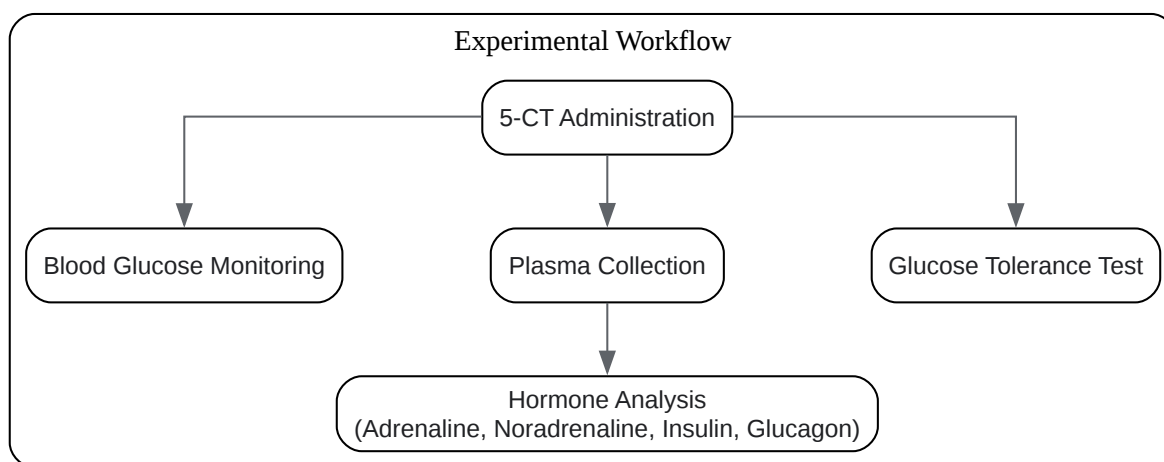 Experimental Workflow
5-CT Administration
Blood Glucose Monitoring
Plasma Collection
Glucose Tolerance Test
Hormone Analysis
(Adrenaline, Noradrenaline, Insulin, Glucagon)